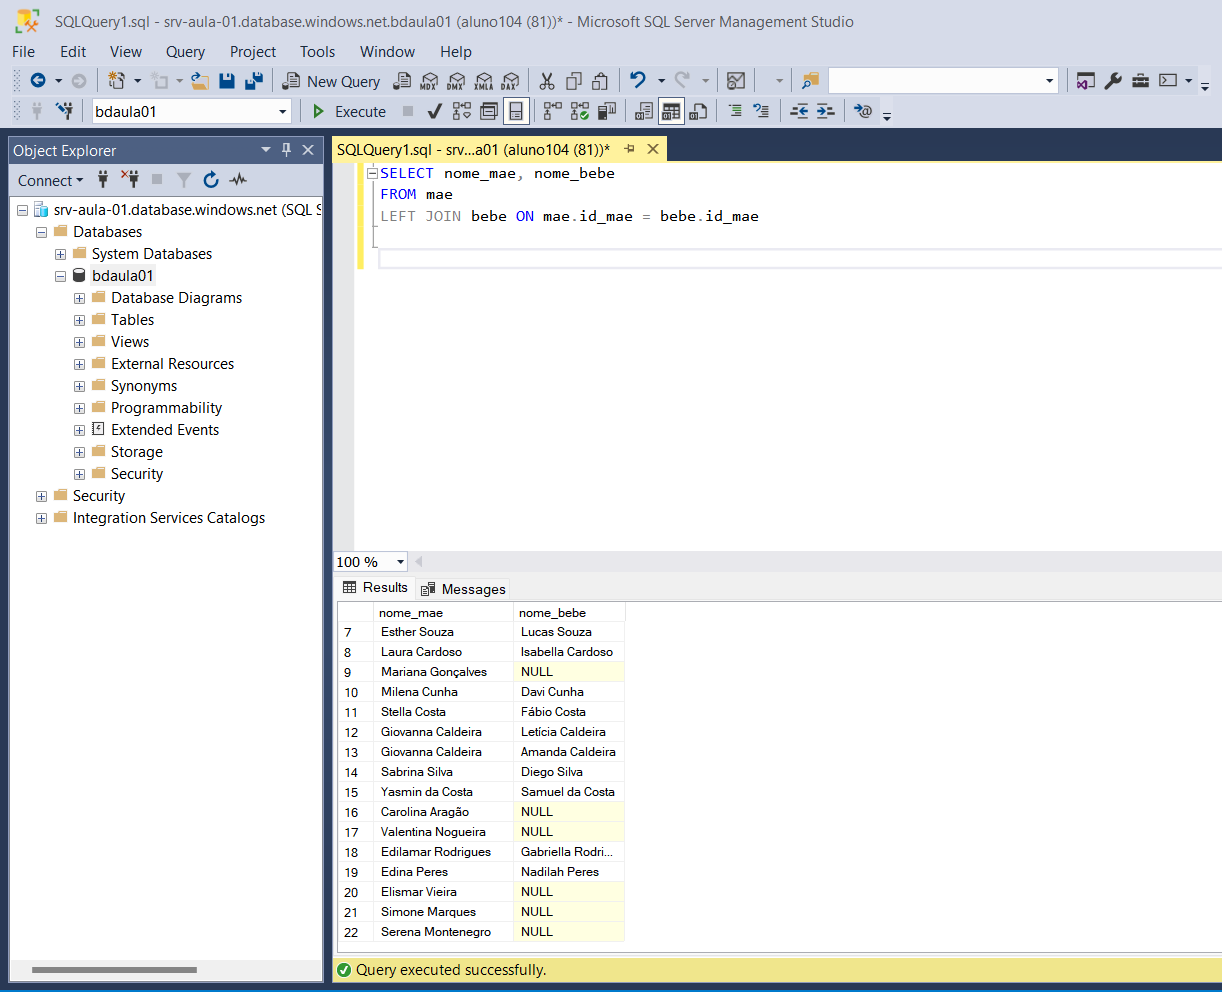 SQLQuery1.sql - srv-aula-01.database.windows.net.bdaula01 (aluno104 (81))* - Microsoft SQL Server Management Studio
File Edit View Query Project Tools Window Help
New Query MDX DMX XMLA DAX
bdaula01 Execute
Object Explorer
Connect
srv-aula-01.database.windows.net (SQL S
Databases
System Databases
bdaula01
Database Diagrams
Tables
Views
External Resources
Synonyms
Programmability
Extended Events
Storage
Security
Security
Integration Services Catalogs
SQLQuery1.sql - srv...a01 (aluno104 (81))*
SELECT nome_mae, nome_bebe
FROM mae
LEFT JOIN bebe ON mae.id_mae = bebe.id_mae
100 %
Results Messages
nome_mae nome_bebe
7 Esther Souza Lucas Souza
8 Laura Cardoso Isabella Cardoso
9 Mariana Gonçalves NULL
10 Milena Cunha Davi Cunha
11 Stella Costa Fábio Costa
12 Giovanna Caldeira Letícia Caldeira
13 Giovanna Caldeira Amanda Caldeira
14 Sabrina Silva Diego Silva
15 Yasmin da Costa Samuel da Costa
16 Carolina Aragão NULL
17 Valentina Nogueira NULL
18 Edilamar Rodrigues Gabriella Rodri...
19 Edina Peres Nadilah Peres
20 Elismar Vieira NULL
21 Simone Marques NULL
22 Serena Montenegro NULL
Query executed successfully.